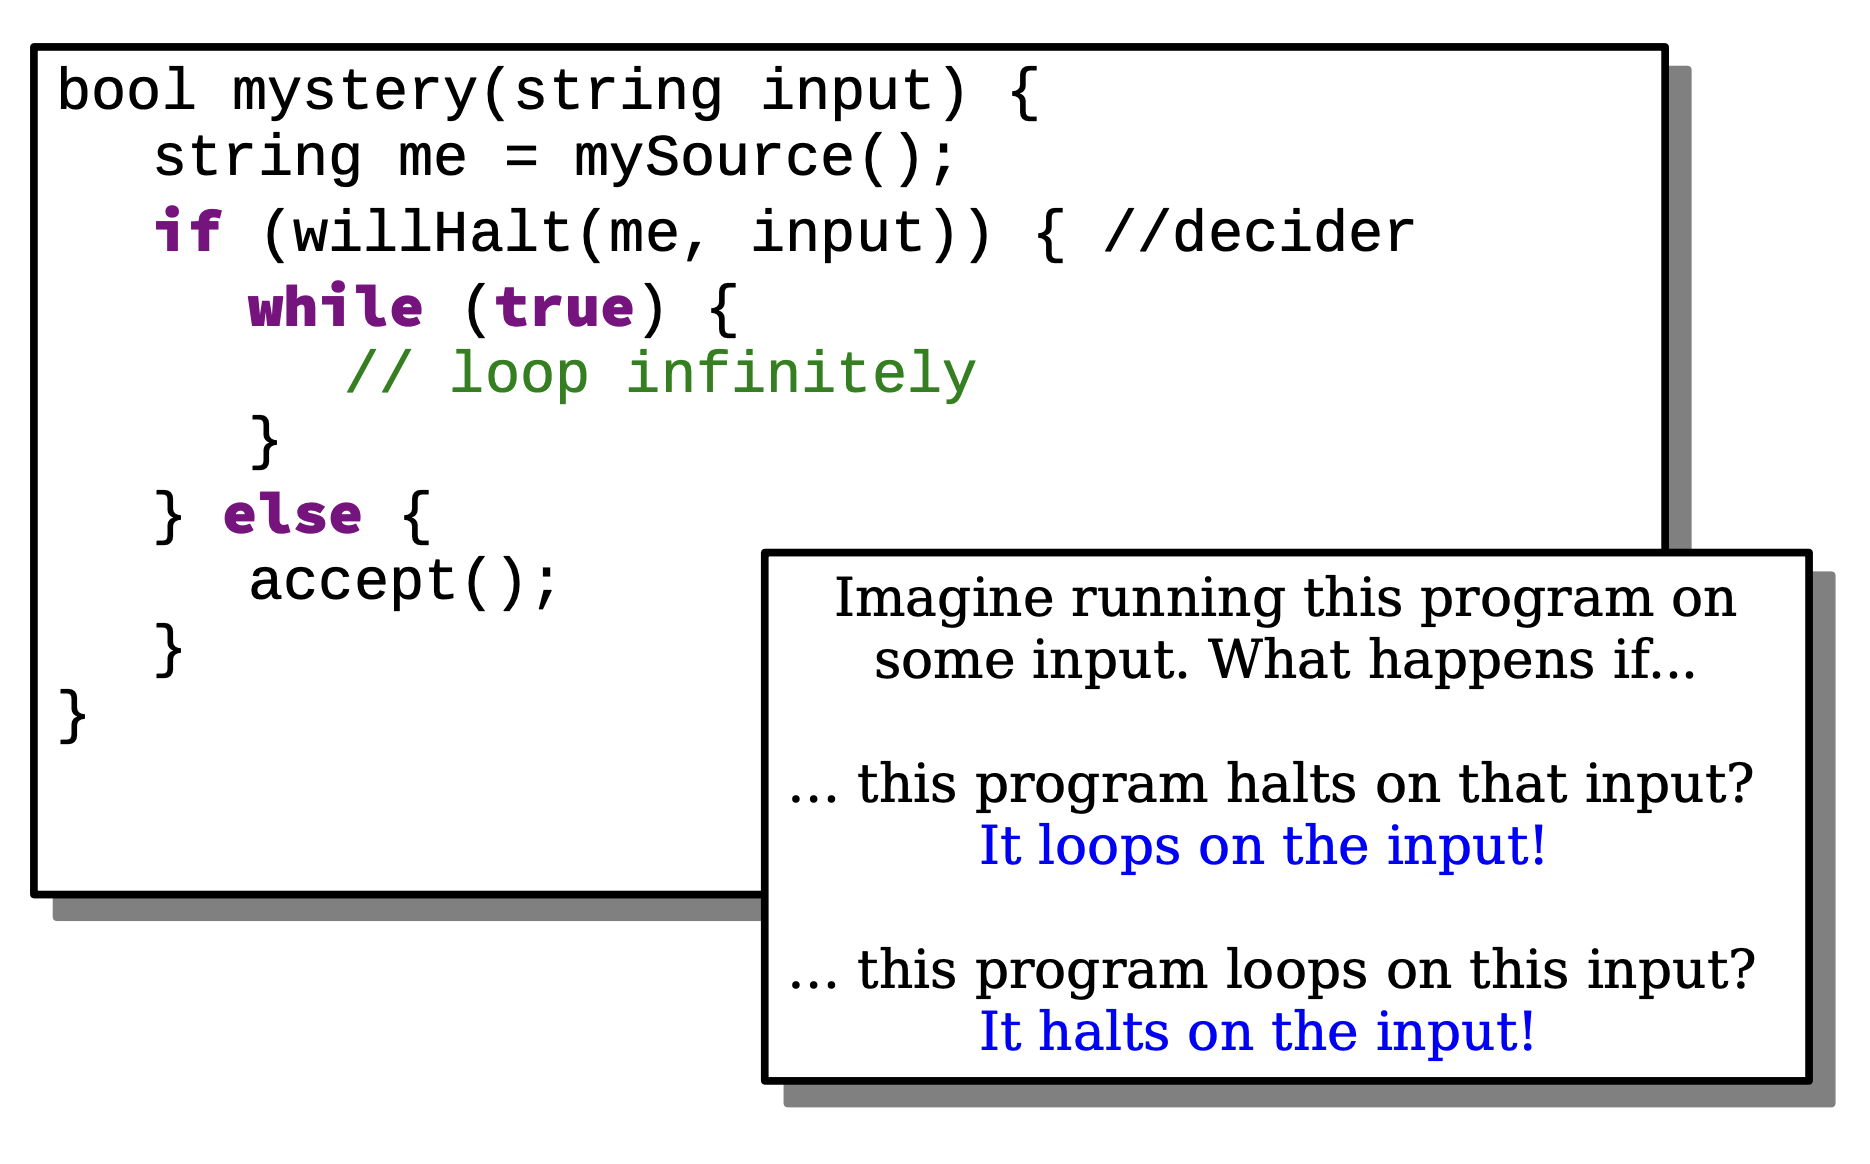 bool mystery(string input) {
string me = mySource();
if (willHalt(me, input)) { //decider
while (true) {
// loop infinitely
}
} else {
accept();
}
}
Imagine running this program on
some input. What happens if...
... this program halts on that input?
It loops on the input!
... this program loops on this input?
It halts on the input!